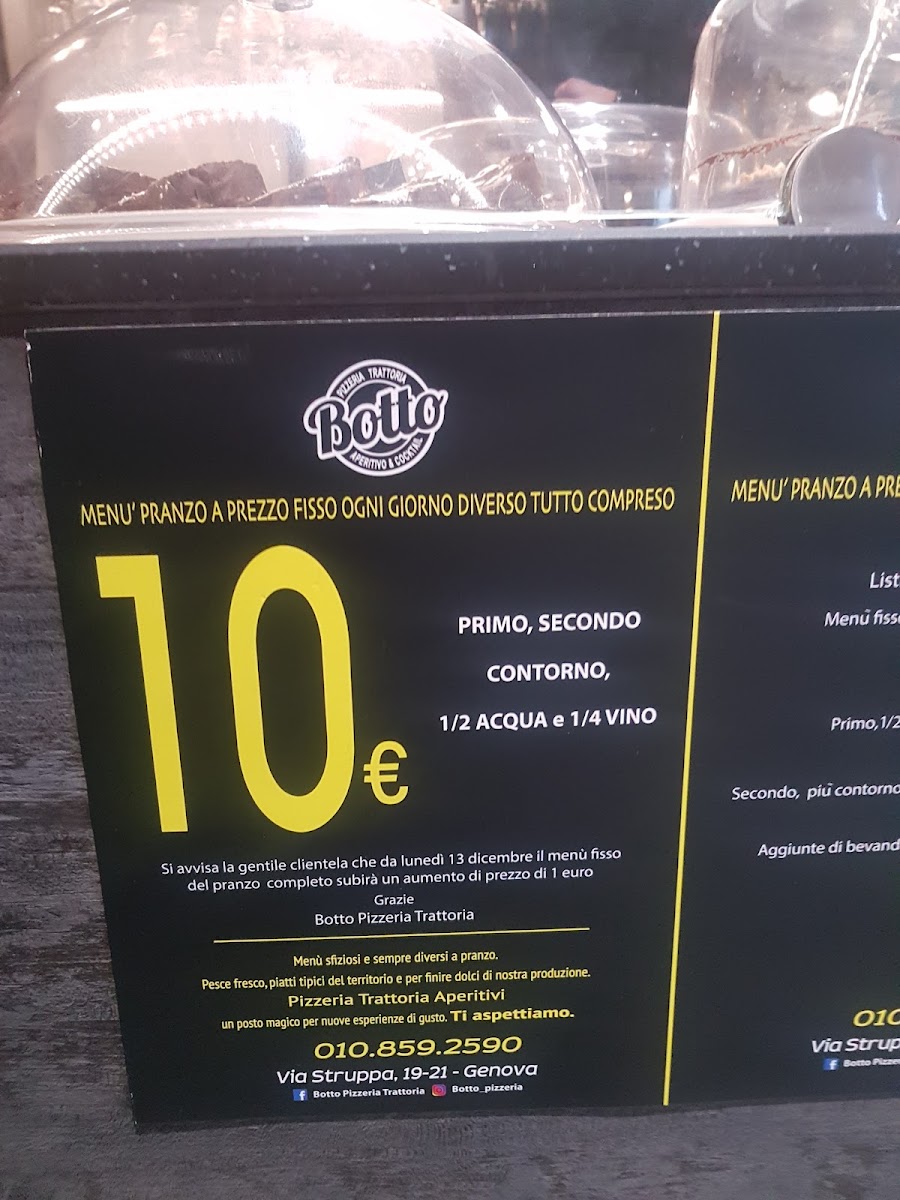 PIZZERIA TRATTORIA
Botto
APERITIVO & COCKTAIL
MENU' PRANZO A PREZZO FISSO OGNI GIORNO DIVERSO TUTTO COMPRESO
10€
PRIMO, SECONDO
CONTORNO,
1/2 ACQUA e 1/4 VINO
Si avvisa la gentile clientela che da lunedì 13 dicembre il menù fisso
del pranzo completo subirà un aumento di prezzo di 1 euro
Grazie
Botto Pizzeria Trattoria
Menù sfiziosi e sempre diversi a pranzo.
Pesce fresco, piatti tipici del territorio e per finire dolci di nostra produzione.
Pizzeria Trattoria Aperitivi
un posto magico per nuove esperienze di gusto. Ti aspettiamo.
010.859.2590
Via Struppa, 19-21 - Genova
Botto Pizzeria Trattoria Botto_pizzeria
MENU' PRANZO A PRE
List
Menù fiss
Primo, 1/2
Secondo, più contorno
Aggiunte di bevand
010
Via Strup
Botto Pizze